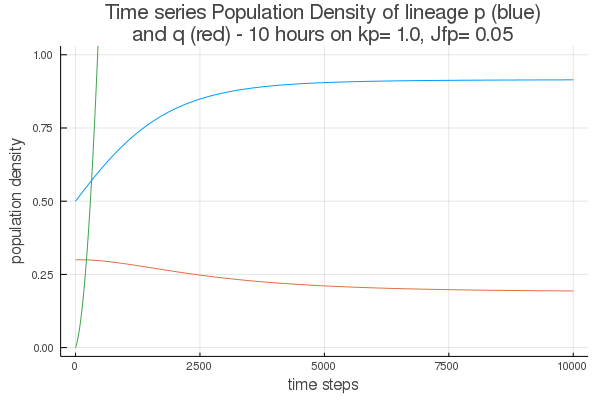 Time series Population Density of lineage p (blue)
and q (red) - 10 hours on kp= 1.0, Jfp= 0.05
1.00
0.75
0.50
0.25
0.00
population density
0 2500 5000 7500 10000
time steps